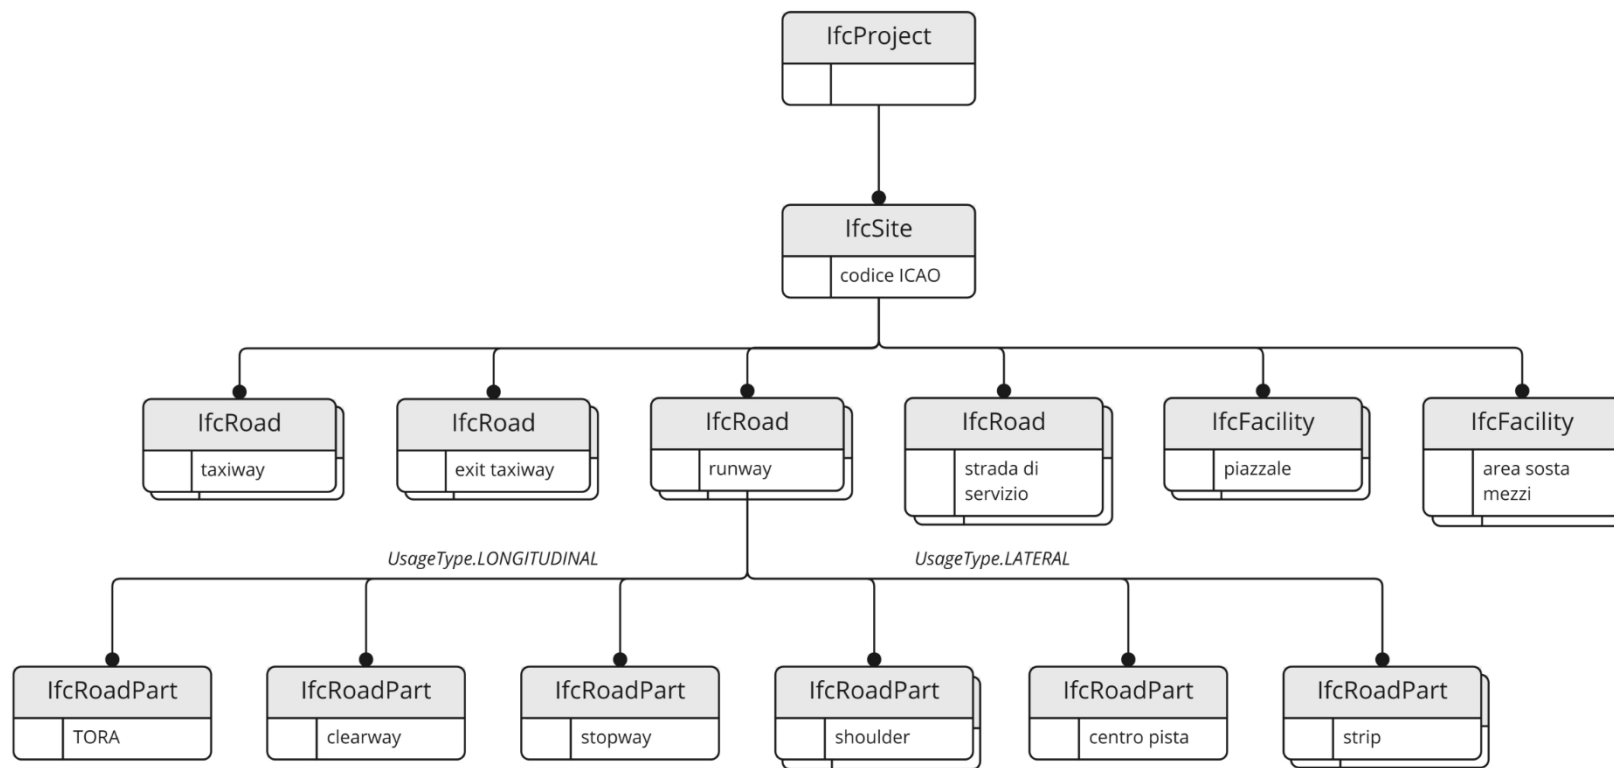 IfcProject
IfcSite
codice ICAO
IfcRoad
taxiway
IfcRoad
exit taxiway
IfcRoad
runway
IfcRoad
strada di
servizio
IfcFacility
piazzale
IfcFacility
area sosta
mezzi
UsageType.LONGITUDINAL
UsageType.LATERAL
IfcRoadPart
TORA
IfcRoadPart
clearway
IfcRoadPart
stopway
IfcRoadPart
shoulder
IfcRoadPart
centro pista
IfcRoadPart
strip